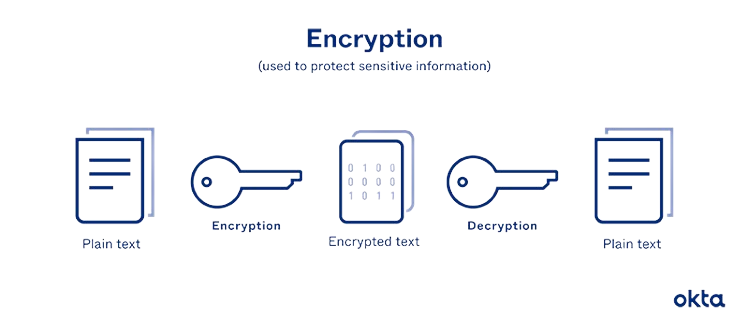 Encryption
(used to protect sensitive information)
0 1 0 0
0 0 0 0
1 0 1 1
Plain text
Encryption
Encrypted text
Decryption
Plain text
okta